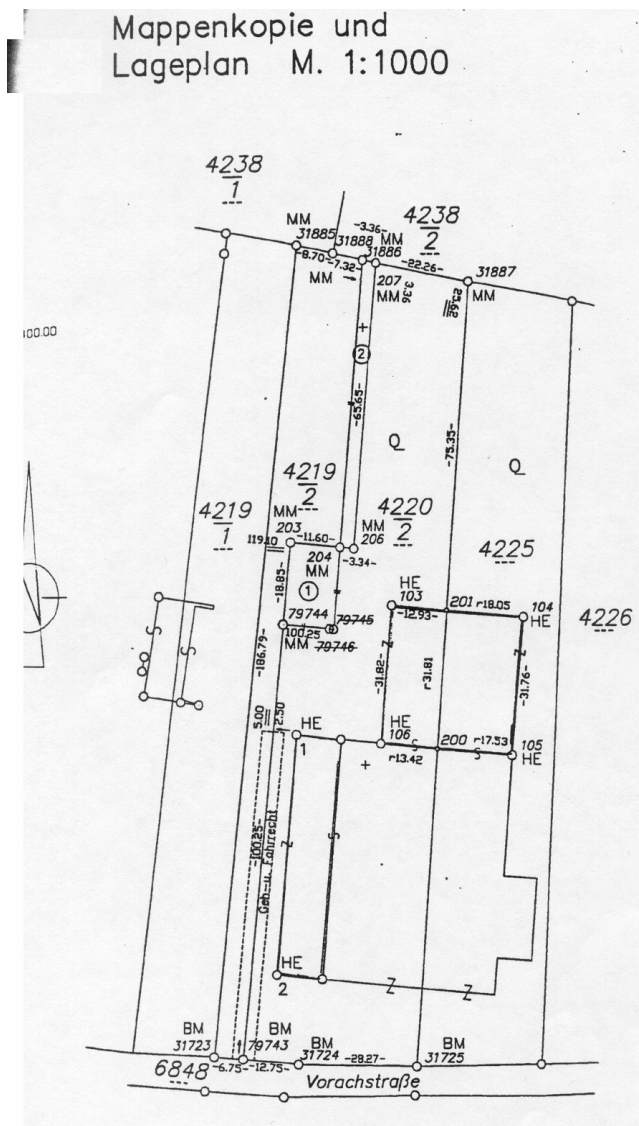 Mappenkopie und
Lageplan M. 1:1000
4238
1
4238
2
MM
31885
31888
-3.36-
MM
31886
-8.70-
-7.32-
MM
207
3.36
-22.26-
31887
MM
25.62
2
-65.65-
-75.35-
Q
Q
4219
1
4219
2
4220
2
4225
4226
MM
203
-11.60-
119.10
204
MM
MM
206
-3.34-
-18.85-
1
79744
79745
79746
100.25
MM
-186.79-
HE
103
-12.93-
201
r18.05
104
HE
Z
-31.82-
r31.81
Z
-31.76-
S
S
5.00
2.50
HE
1
HE
106
S
r13.42
200
r17.53
S
105
HE
-100.25-
Geh-u. Fahrrecht
Z
S
HE
2
Z
Z
BM
31723
BM
79743
BM
31724
BM
31725
-6.75-
-12.75-
-28.27-
6848
Vorachstraße